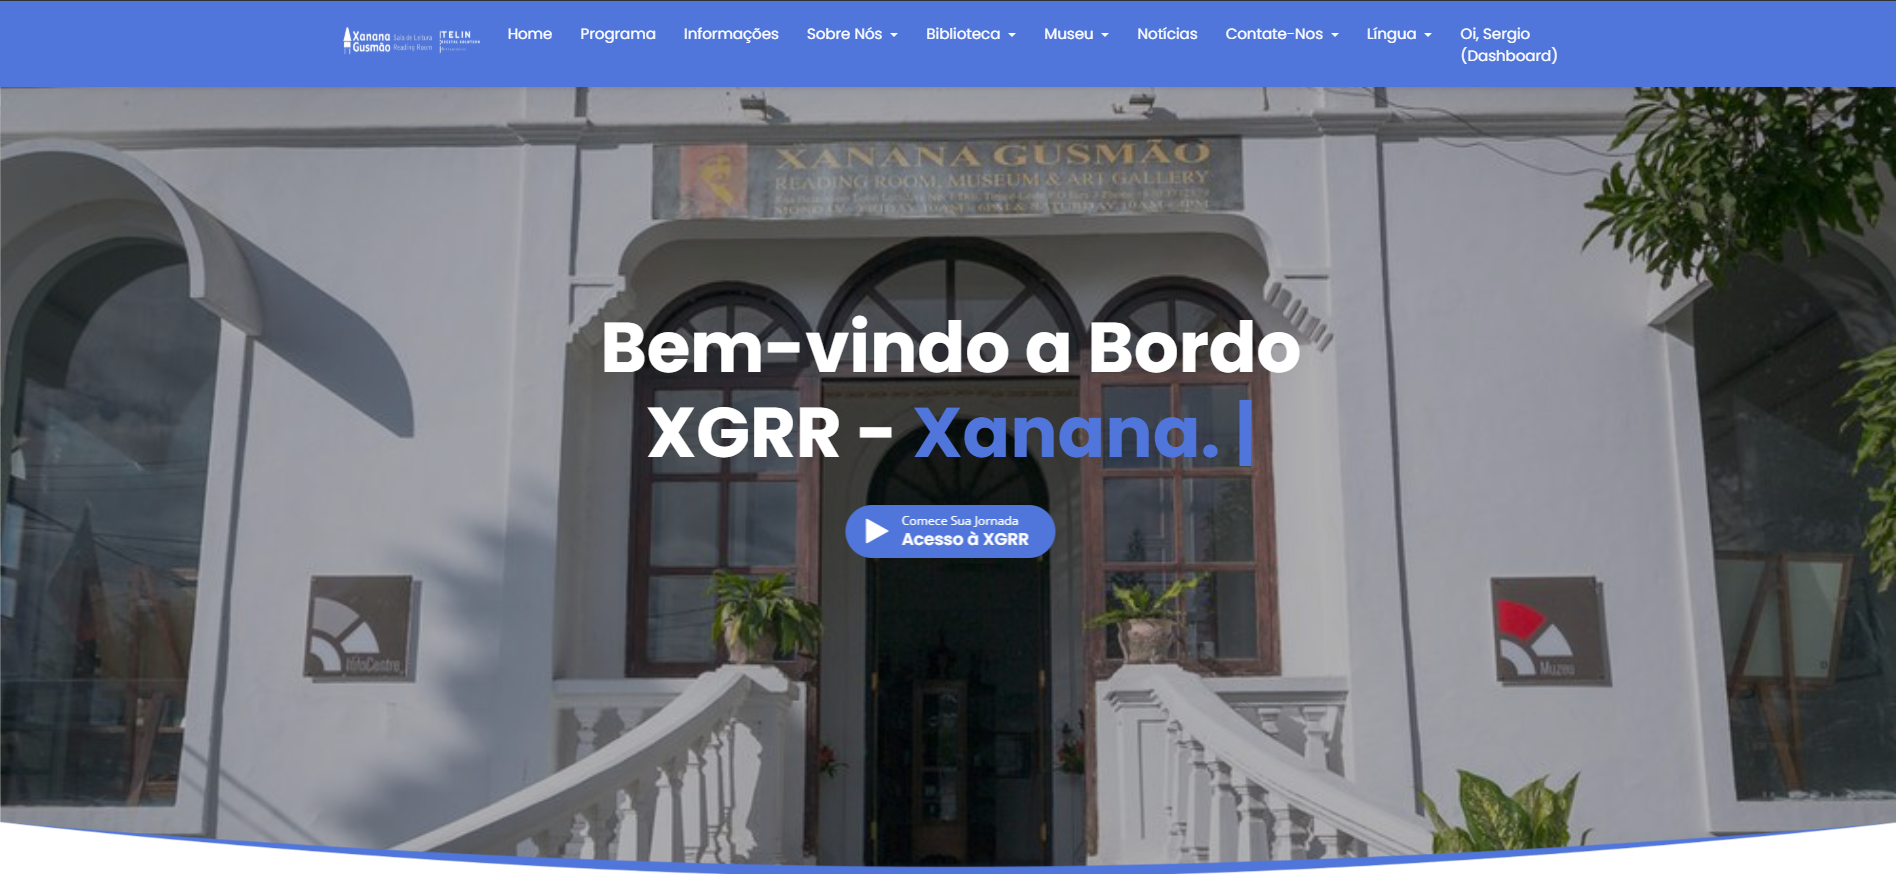 Xanana
Gusmão
Sala de Leitura
Reading Room
TELIN
Home
Programa
Informações
Sobre Nós
Biblioteca
Museu
Notícias
Contate-Nos
Língua
Oi, Sergio
(Dashboard)
XANANA GUSMÃO
READING ROOM, MUSEUM & ART GALLERY
MONDAY - FRIDAY 10AM - 6PM & SATURDAY 10AM-
Bem-vindo a Bordo
XGRR - Xanana. |
Comece Sua Jornada
Acesso à XGRR
InfoCentre
Muzeu